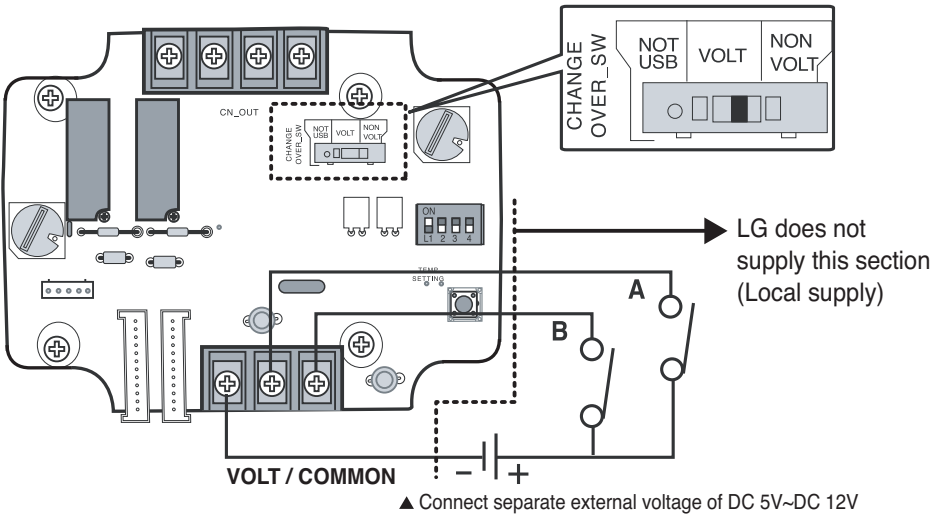 CN_OUT
CHANGE
OVER_SW
NOT
USB
VOLT
NON
VOLT
CHANGE
OVER_SW
NOT
USB
VOLT
NON
VOLT
ON
L1 2 3 4
TEMP
SETTING
LG does not
supply this section
(Local supply)
A
B
VOLT / COMMON
− +
▲ Connect separate external voltage of DC 5V~DC 12V